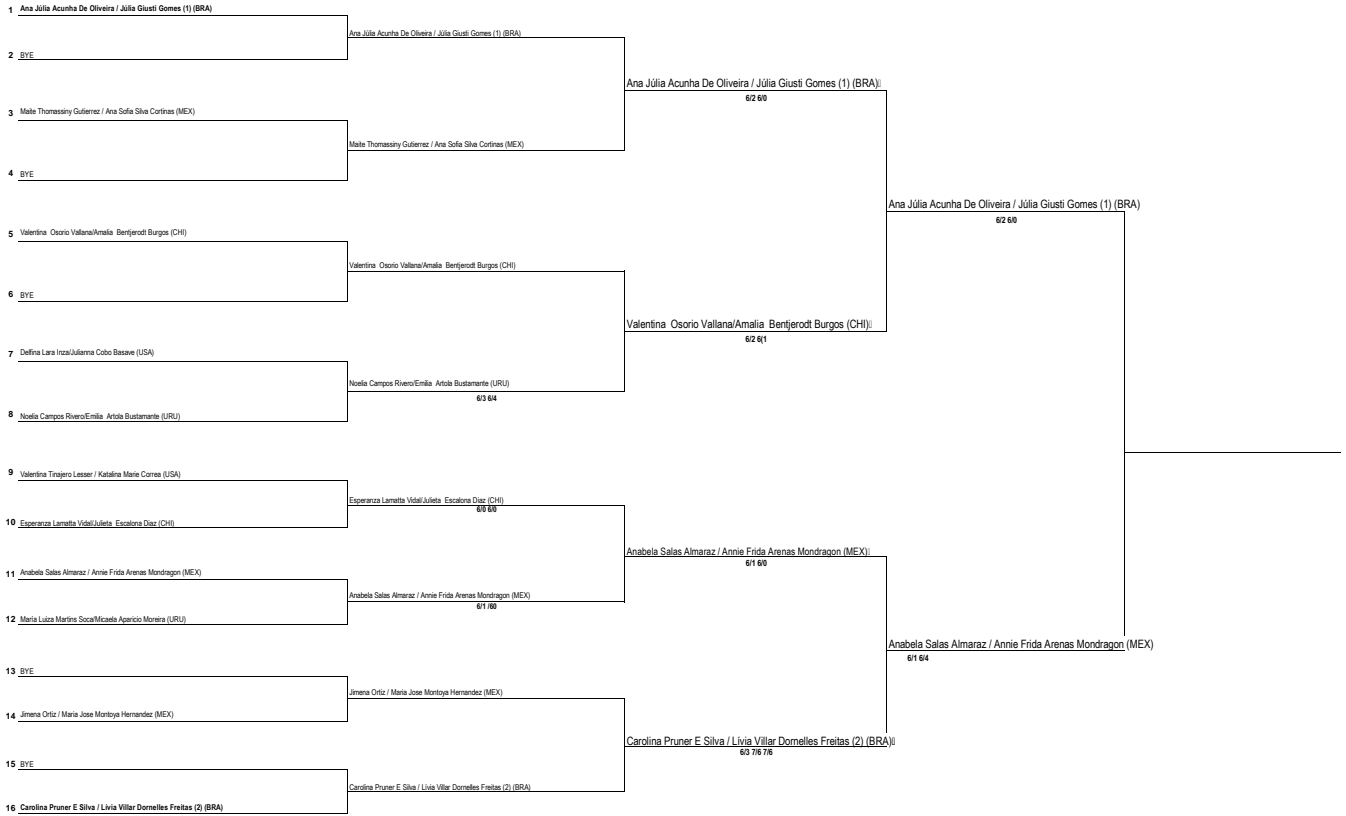 1 Ana Júlia Acunha De Oliveira / Júlia Giusti Gomes (1) (BRA)
Ana Júlia Acunha De Oliveira / Júlia Giusti Gomes (1) (BRA)
2 BYE
Ana Júlia Acunha De Oliveira / Júlia Giusti Gomes (1) (BRA)
6/2 6/0
3 Maite Thomassiny Gutierrez / Ana Sofia Silva Cortinas (MEX)
Maite Thomassiny Gutierrez / Ana Sofia Silva Cortinas (MEX)
4 BYE
Ana Júlia Acunha De Oliveira / Júlia Giusti Gomes (1) (BRA)
6/2 6/0
5 Valentina Osorio Vallana/Amalia Bentjerodt Burgos (CHI)
Valentina Osorio Vallana/Amalia Bentjerodt Burgos (CHI)
6 BYE
Valentina Osorio Vallana/Amalia Bentjerodt Burgos (CHI)
6/2 6(1
7 Delfina Lara Inza/Julianna Cobo Basave (USA)
Noelia Campos Rivero/Emilia Artola Bustamante (URU)
6/3 6/4
8 Noelia Campos Rivero/Emilia Artola Bustamante (URU)
9 Valentina Tinajero Lesser / Katalina Marie Correa (USA)
Esperanza Lamatta Vidal/Julieta Escalona Diaz (CHI)
6/0 6/0
10 Esperanza Lamatta Vidal/Julieta Escalona Diaz (CHI)
Anabela Salas Almaraz / Annie Frida Arenas Mondragon (MEX)
6/1 6/0
11 Anabela Salas Almaraz / Annie Frida Arenas Mondragon (MEX)
Anabela Salas Almaraz / Annie Frida Arenas Mondragon (MEX)
6/1 /60
12 María Luiza Martins Soca/Micaela Aparicio Moreira (URU)
Anabela Salas Almaraz / Annie Frida Arenas Mondragon (MEX)
6/1 6/4
13 BYE
Jimena Ortiz / Maria Jose Montoya Hernandez (MEX)
14 Jimena Ortiz / Maria Jose Montoya Hernandez (MEX)
Carolina Pruner E Silva / Lívia Villar Dornelles Freitas (2) (BRA)
6/3 7/6 7/6
15 BYE
Carolina Pruner E Silva / Lívia Villar Dornelles Freitas (2) (BRA)
16 Carolina Pruner E Silva / Lívia Villar Dornelles Freitas (2) (BRA)